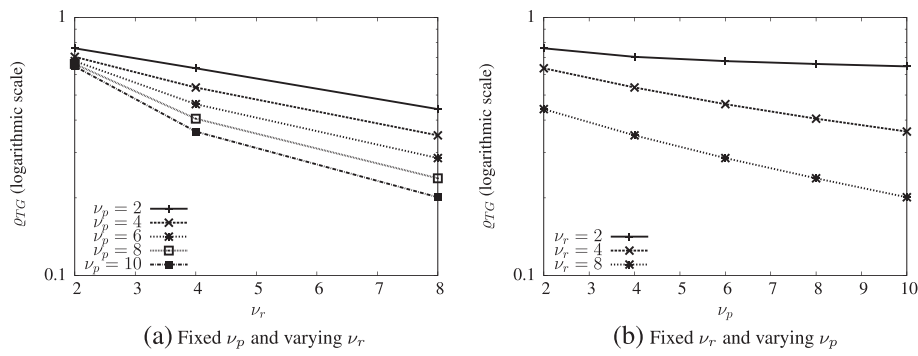 1
0.1
ϱTG (logarithmic scale)
νp = 2
νp = 4
νp = 6
νp = 8
νp = 10
2 3 4 5 6 7 8
νr
(a) Fixed νp and varying νr
1
0.1
ϱTG (logarithmic scale)
νr = 2
νr = 4
νr = 8
2 3 4 5 6 7 8 9 10
νp
(b) Fixed νr and varying νp